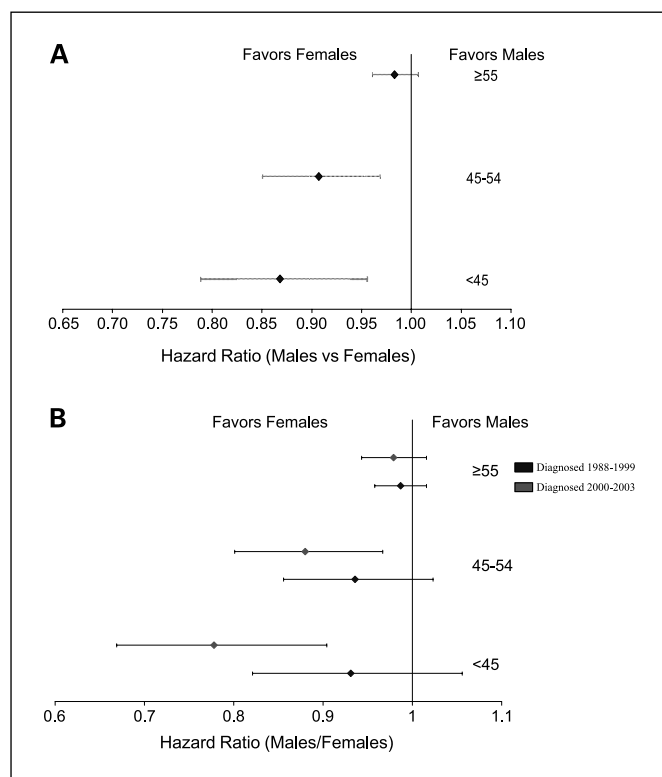 A
Favors Females Favors Males
≥55
45-54
<45
0.65 0.70 0.75 0.80 0.85 0.90 0.95 1.00 1.05 1.10
Hazard Ratio (Males vs Females)
B
Favors Females Favors Males
≥55
Diagnosed 1988-1999
Diagnosed 2000-2003
45-54
<45
0.6 0.7 0.8 0.9 1 1.1
Hazard Ratio (Males/Females)